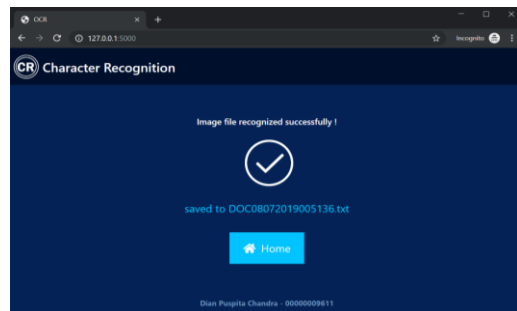 OCR
127.0.0.1:5000
Incognito
CR Character Recognition
Image file recognized successfully !
saved to DOC08072019005136.txt
Home
Dian Puspita Chandra - 00000009611